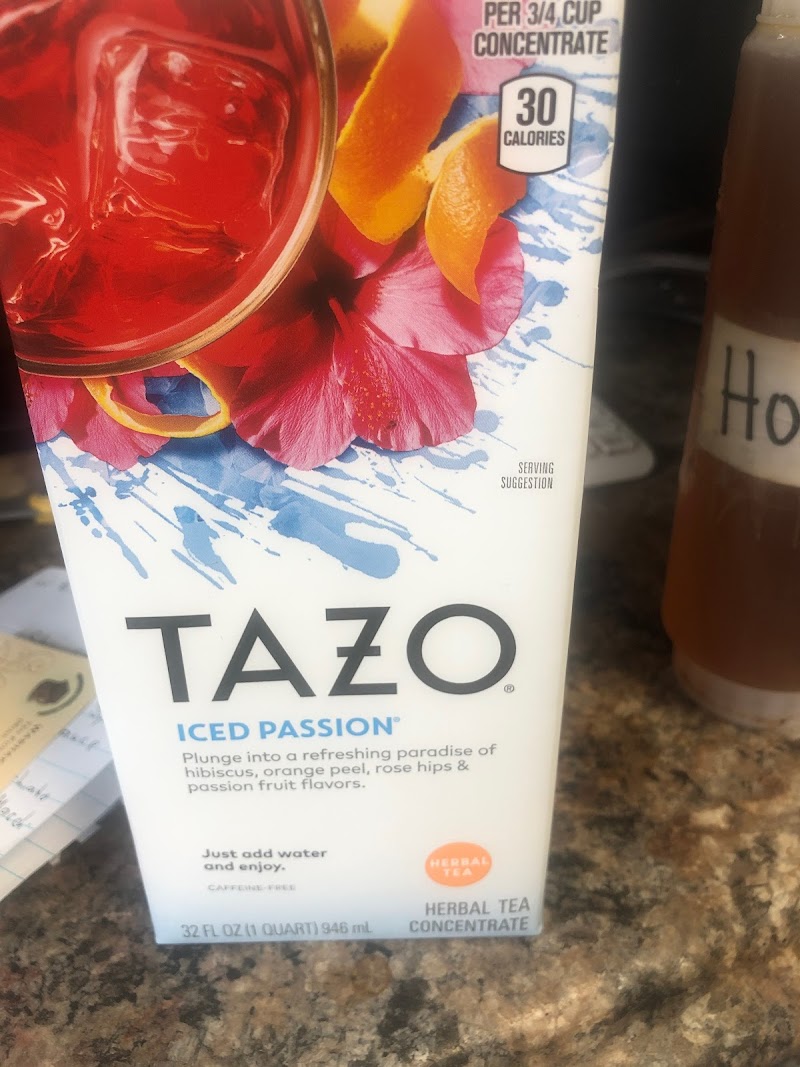 PER 3/4 CUP
CONCENTRATE
30
CALORIES
Ho
SERVING
SUGGESTION
TAZO®
ICED PASSION®
Plunge into a refreshing paradise of
hibiscus, orange peel, rose hips &
passion fruit flavors.
Just add water
and enjoy.
CAFFEINE-FREE
HERBAL
TEA
32 FL OZ (1 QUART) 946 mL
HERBAL TEA
CONCENTRATE